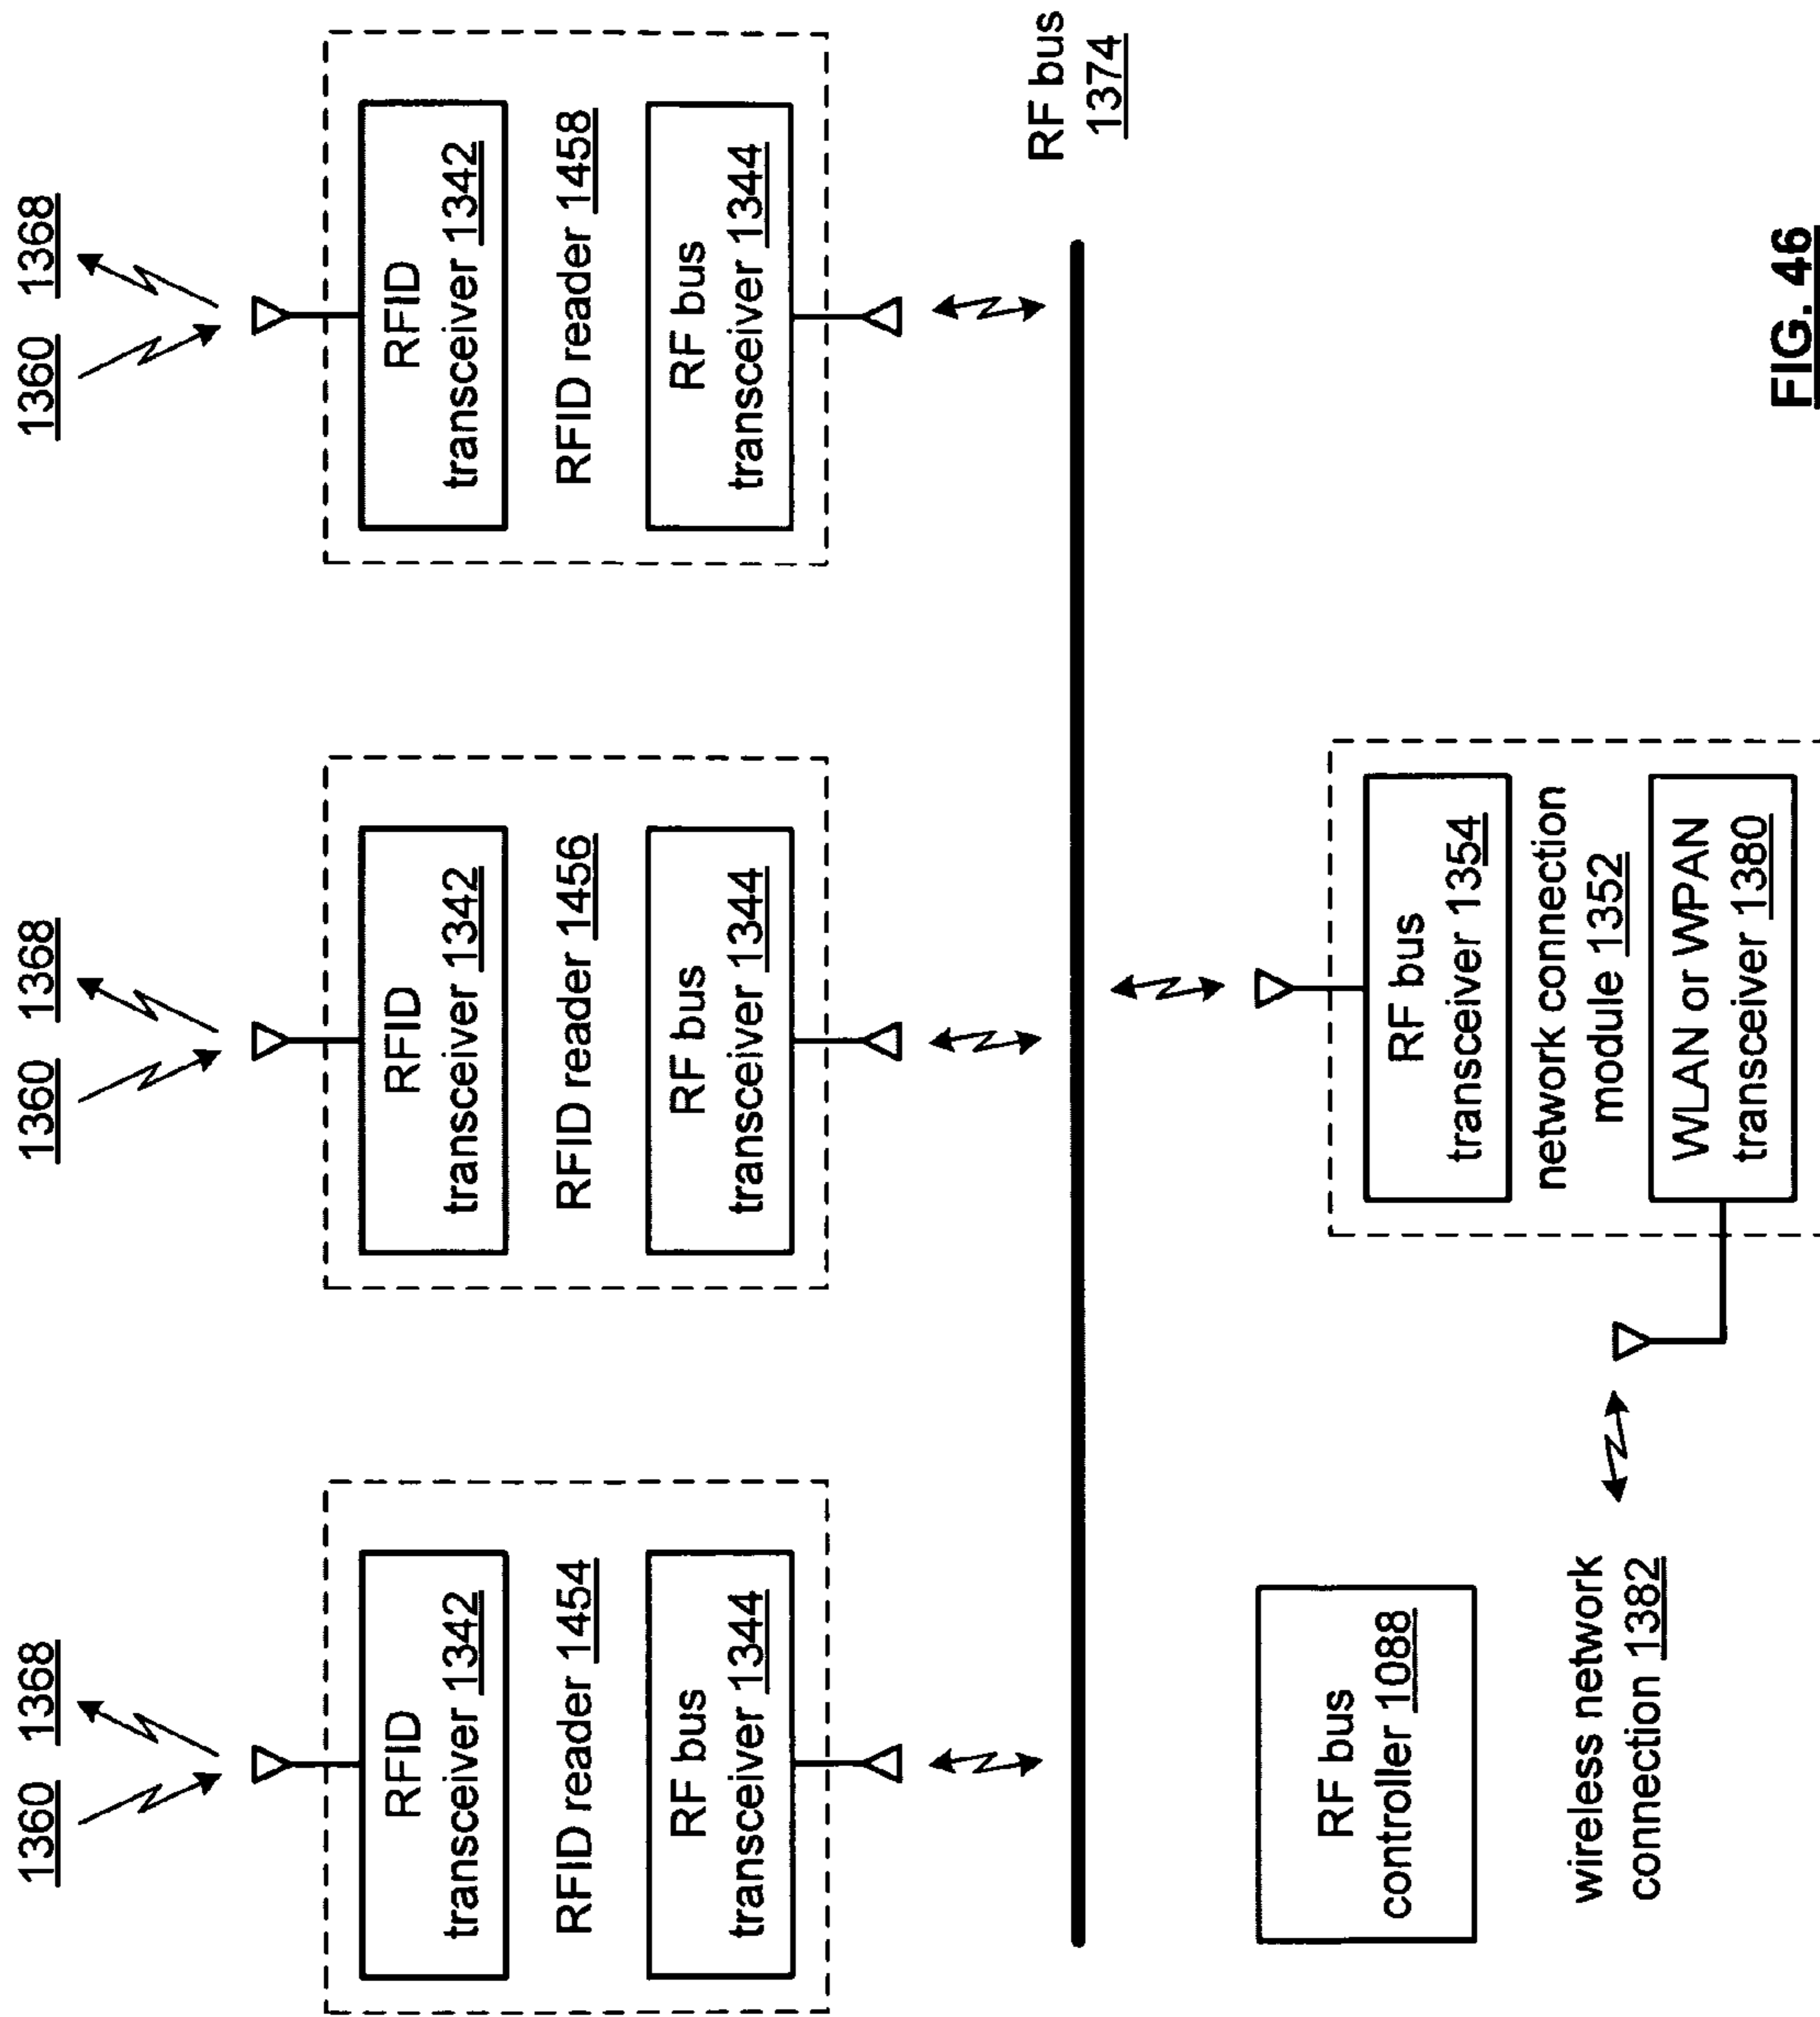 1360 1368
1360 1368
1360 1368
RFID
transceiver 1342
RFID reader 1454
RF bus
transceiver 1344
RFID
transceiver 1342
RFID reader 1456
RF bus
transceiver 1344
RFID
transceiver 1342
RFID reader 1458
RF bus
transceiver 1344
RF bus
1374
RF bus
controller 1088
wireless network
connection 1382
RF bus
transceiver 1354
network connection
module 1352
WLAN or WPAN
transceiver 1380
FIG. 46